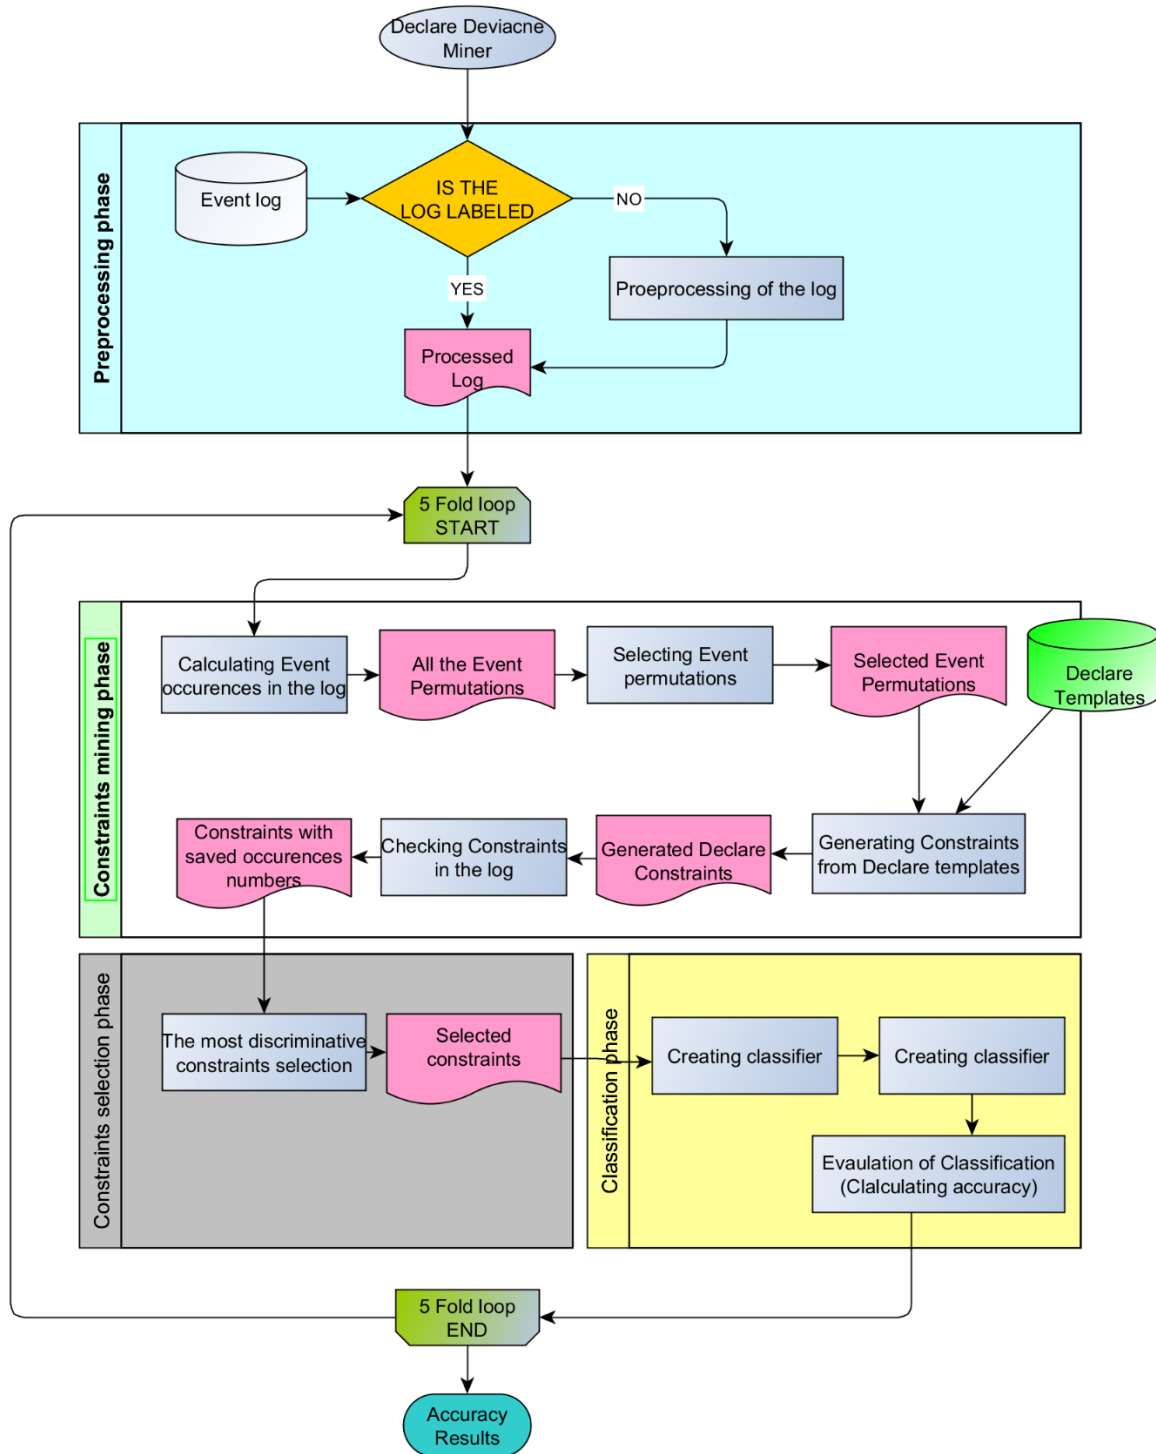 Declare Deviacne
Miner
Preprocessing phase
Event log
IS THE
LOG LABELED
NO
YES
Proeprocessing of the log
Processed
Log
5 Fold loop
START
Constraints mining phase
Calculating Event
occurences in the log
All the Event
Permutations
Selecting Event
permutations
Selected Event
Permutations
Declare
Templates
Constraints with
saved occurences
numbers
Checking Constraints
in the log
Generated Declare
Constraints
Generating Constraints
from Declare templates
Constraints selection phase
The most discriminative
constraints selection
Selected
constraints
Classification phase
Creating classifier
Creating classifier
Evaulation of Classification
(Clalculating accuracy)
5 Fold loop
END
Accuracy
Results